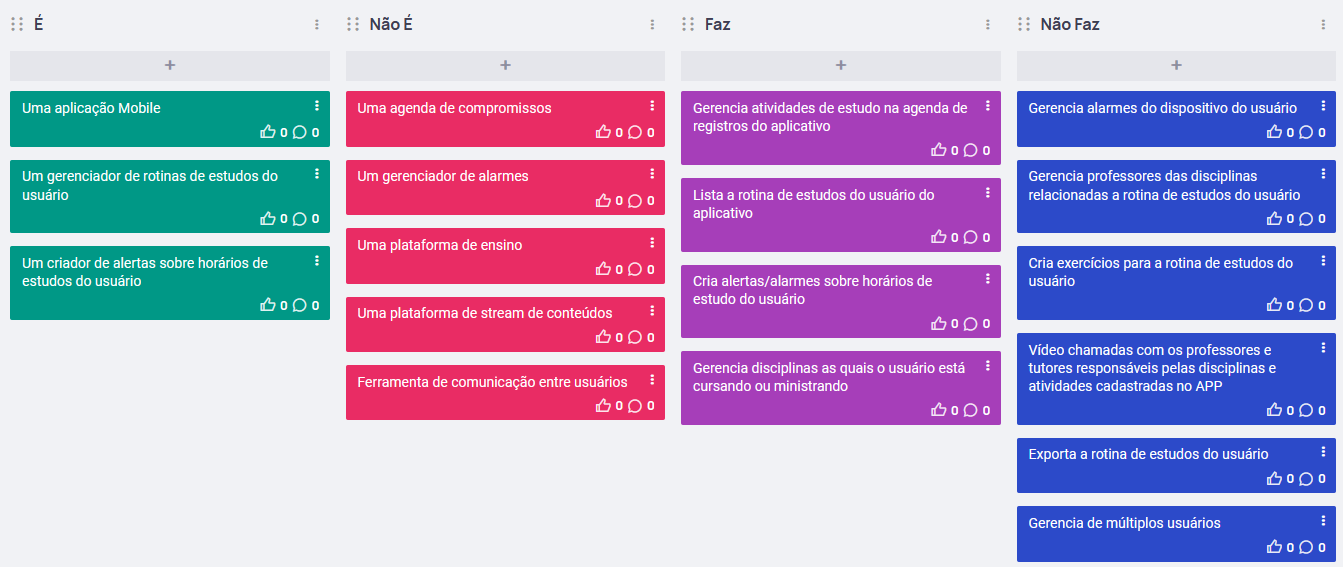 É
+
Uma aplicação Mobile
0 0
Um gerenciador de rotinas de estudos do
usuário
0 0
Um criador de alertas sobre horários de
estudos do usuário
0 0
Não É
+
Uma agenda de compromissos
0 0
Um gerenciador de alarmes
0 0
Uma plataforma de ensino
0 0
Uma plataforma de stream de conteúdos
0 0
Ferramenta de comunicação entre usuários
0 0
Faz
+
Gerencia atividades de estudo na agenda de
registros do aplicativo
0 0
Lista a rotina de estudos do usuário do
aplicativo
0 0
Cria alertas/alarmes sobre horários de
estudo do usuário
0 0
Gerencia disciplinas as quais o usuário está
cursando ou ministrando
0 0
Não Faz
+
Gerencia alarmes do dispositivo do usuário
0 0
Gerencia professores das disciplinas
relacionadas a rotina de estudos do usuário
0 0
Cria exercícios para a rotina de estudos do
usuário
0 0
Vídeo chamadas com os professores e
tutores responsáveis pelas disciplinas e
atividades cadastradas no APP
0 0
Exporta a rotina de estudos do usuário
0 0
Gerencia de múltiplos usuários
0 0